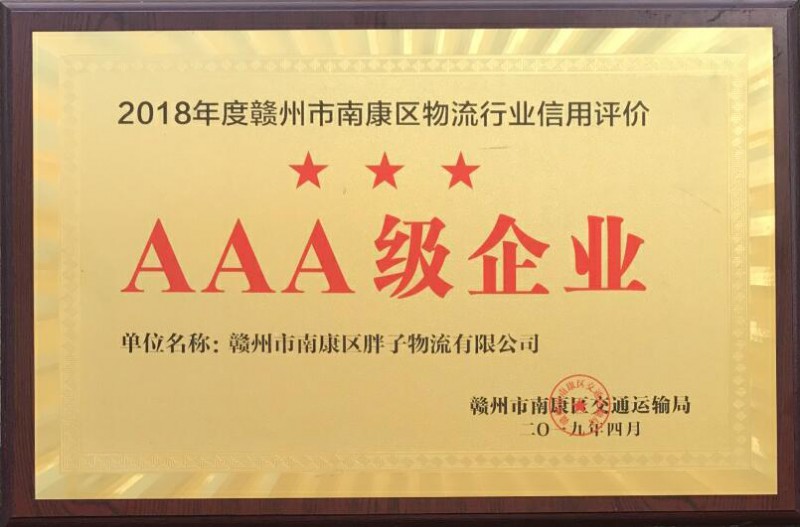 2018年度赣州市南康区物流行业信用评价
★ ★ ★
AAA级企业
单位名称：赣州市南康区胖子物流有限公司
赣州市南康区交通运输局
二〇一九年四月